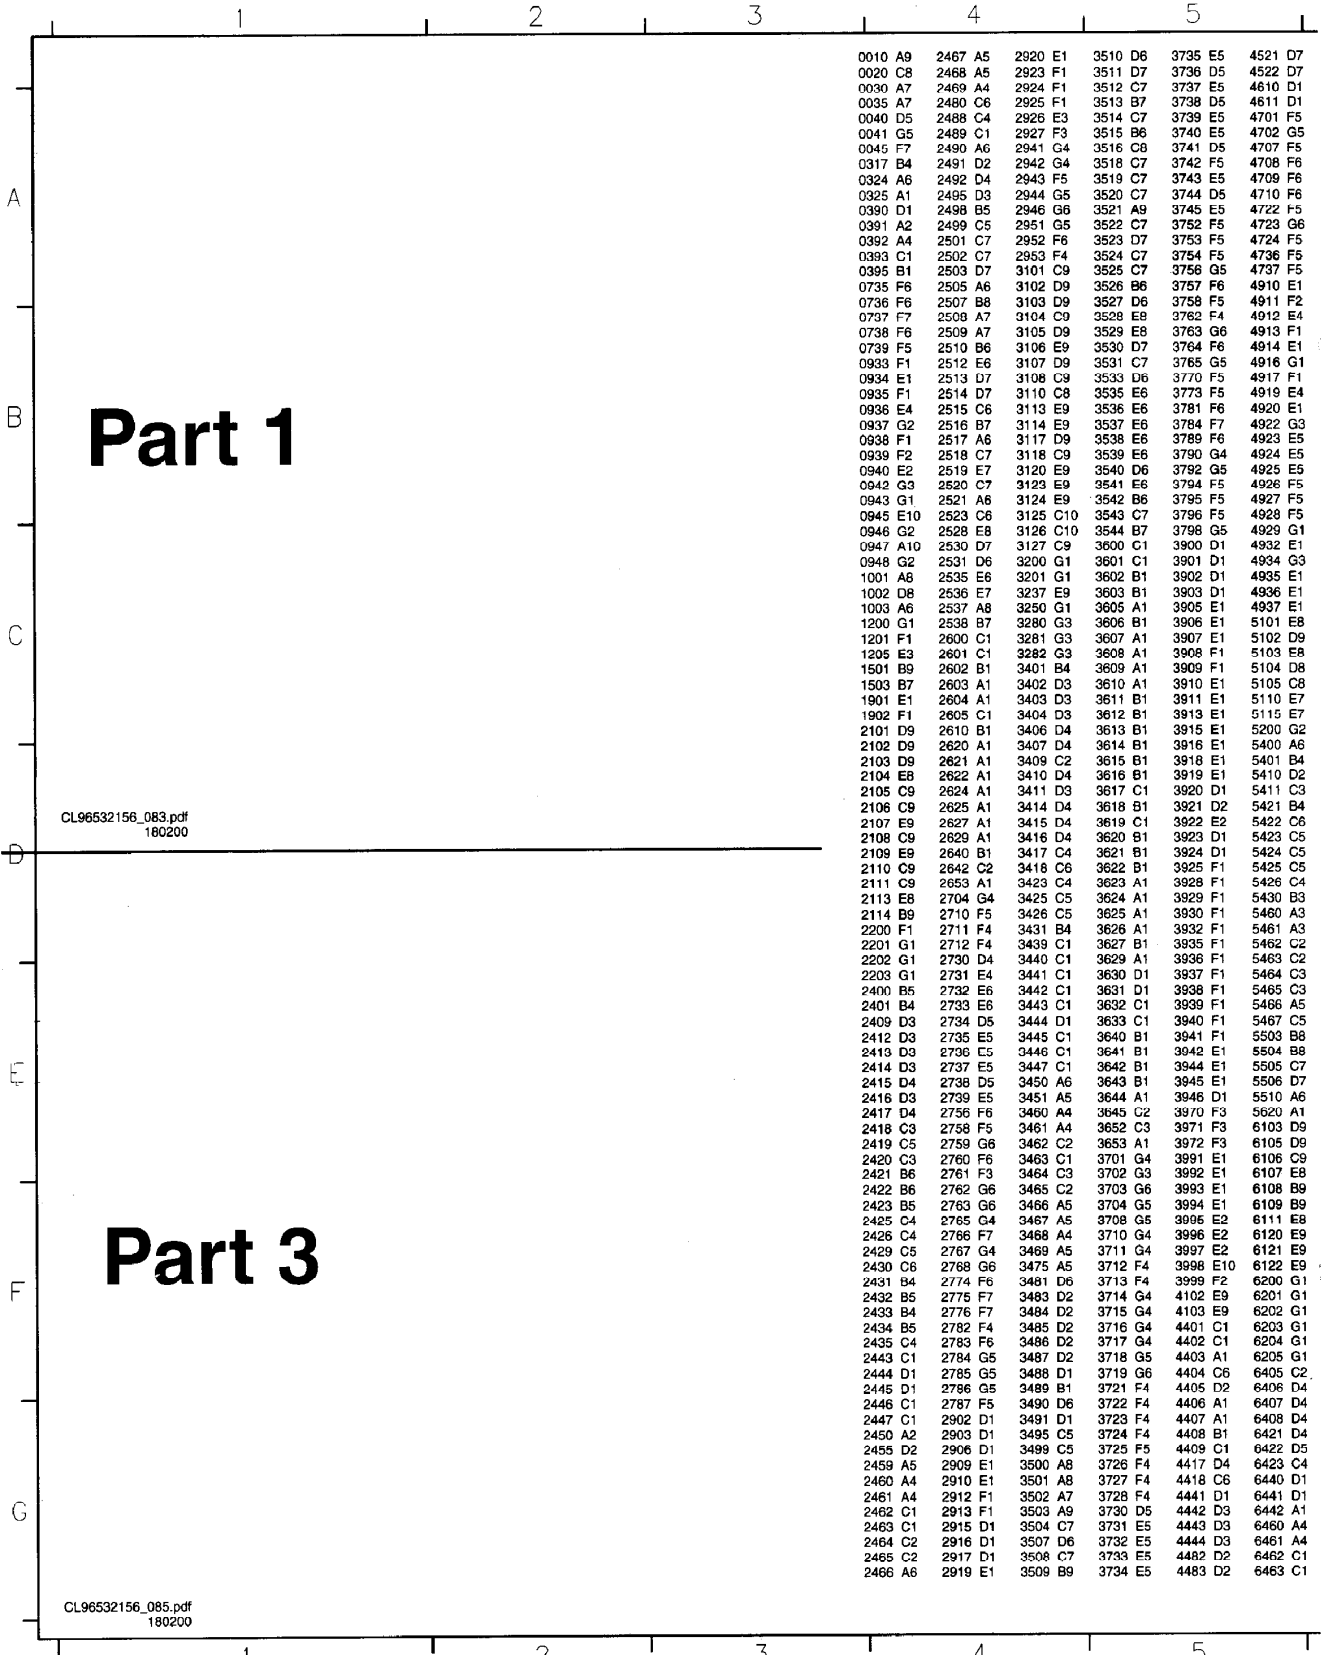 1 2 3 4 5
0010 A9 2467 A5 2920 E1 3510 D6 3735 E5 4521 D7
0020 C8 2468 A5 2923 F1 3511 D7 3736 D5 4522 D7
0030 A7 2469 A4 2924 F1 3512 C7 3737 E5 4610 D1
0035 A7 2480 C6 2925 F1 3513 B7 3738 D5 4611 D1
0040 D5 2488 C4 2926 E3 3514 C7 3739 E5 4701 F5
0041 G5 2489 C1 2927 F3 3515 B6 3740 E5 4702 G5
0045 F7 2490 A6 2941 G4 3516 C8 3741 D5 4707 F5
0317 B4 2491 D2 2942 G4 3518 C7 3742 F5 4708 F6
0324 A6 2492 D4 2943 F5 3519 C7 3743 E5 4709 F6
A
0325 A1 2495 D3 2944 G5 3520 C7 3744 D5 4710 F6
0390 D1 2498 B5 2946 G6 3521 A9 3745 E5 4722 F5
0391 A2 2499 C5 2951 G5 3522 C7 3752 F5 4723 G6
0392 A4 2501 C7 2952 F6 3523 D7 3753 F5 4724 F5
0393 C1 2502 C7 2953 F4 3524 C7 3754 F5 4736 F5
0395 B1 2503 D7 3101 C9 3525 C7 3756 G5 4737 F5
0735 F6 2505 A6 3102 D9 3526 B6 3757 F6 4910 E1
0736 F6 2507 B8 3103 D9 3527 D6 3758 F5 4911 F2
0737 F7 2508 A7 3104 C9 3528 E8 3762 F4 4912 E4
0738 F6 2509 A7 3105 D9 3529 E8 3763 G6 4913 F1
0739 F5 2510 B6 3106 E9 3530 D7 3764 F6 4914 E1
0933 F1 2512 E6 3107 D9 3531 C7 3765 G5 4916 G1
0934 E1 2513 D7 3108 C9 3533 D6 3770 F5 4917 F1
0935 F1 2514 D7 3110 C8 3535 E6 3773 F5 4919 E4
0936 E4 2515 C6 3113 E9 3536 E6 3781 F6 4920 E1
B
Part 1
0937 G2 2516 B7 3114 E9 3537 E6 3784 F7 4922 G3
0938 F1 2517 A6 3117 D9 3538 E6 3789 F6 4923 E5
0939 F2 2518 C7 3118 C9 3539 E6 3790 G4 4924 E5
0940 E2 2519 E7 3120 E9 3540 D6 3792 G5 4925 E5
0942 G3 2520 C7 3123 E9 3541 E6 3794 F5 4926 F5
0943 G1 2521 A6 3124 E9 3542 B6 3795 F5 4927 F5
0945 E10 2523 C6 3125 C10 3543 C7 3796 F5 4928 F5
0946 G2 2528 E8 3126 C10 3544 B7 3798 G5 4929 G1
0947 A10 2530 D7 3127 C9 3600 C1 3900 D1 4932 E1
0948 G2 2531 D6 3200 G1 3601 C1 3901 D1 4934 G3
1001 A8 2535 E6 3201 G1 3602 B1 3902 D1 4935 E1
1002 D8 2536 E7 3237 E9 3603 B1 3903 D1 4936 E1
1003 A6 2537 A8 3250 G1 3605 A1 3905 E1 4937 E1
1200 G1 2538 B7 3280 G3 3606 B1 3906 E1 5101 E8
C
1201 F1 2600 C1 3281 G3 3607 A1 3907 E1 5102 D9
1205 E3 2601 C1 3282 G3 3608 A1 3908 F1 5103 E8
1501 B9 2602 B1 3401 B4 3609 A1 3909 F1 5104 D8
1503 B7 2603 A1 3402 D3 3610 A1 3910 E1 5105 C8
1901 E1 2604 A1 3403 D3 3611 B1 3911 E1 5110 E7
1902 F1 2605 C1 3404 D3 3612 B1 3913 E1 5115 E7
2101 D9 2610 B1 3406 D4 3613 B1 3915 E1 5200 G2
2102 D9 2620 A1 3407 D4 3614 B1 3916 E1 5400 A6
2103 D9 2621 A1 3409 C2 3615 B1 3918 E1 5401 B4
2104 E8 2622 A1 3410 D4 3616 B1 3919 E1 5410 D2
2105 C9 2624 A1 3411 D3 3617 C1 3920 D1 5411 C3
2106 C9 2625 A1 3414 D4 3618 B1 3921 D2 5421 B4
CL96532156_083.pdf
2107 E9 2627 A1 3415 D4 3619 C1 3922 E2 5422 C6
180200
2108 C9 2629 A1 3416 D4 3620 B1 3923 D1 5423 C5
D
2109 E9 2640 B1 3417 C4 3621 B1 3924 D1 5424 C5
2110 C9 2642 C2 3418 C6 3622 B1 3925 F1 5425 C5
2111 C9 2653 A1 3423 C4 3623 A1 3928 F1 5426 C4
2113 E8 2704 G4 3425 C5 3624 A1 3929 F1 5430 B3
2114 B9 2710 F5 3426 C5 3625 A1 3930 F1 5460 A3
2200 F1 2711 F4 3431 B4 3626 A1 3932 F1 5461 A3
2201 G1 2712 F4 3439 C1 3627 B1 3935 F1 5462 C2
2202 G1 2730 D4 3440 C1 3629 A1 3936 F1 5463 C2
2203 G1 2731 E4 3441 C1 3630 D1 3937 F1 5464 C3
2400 B5 2732 E6 3442 C1 3631 D1 3938 F1 5465 C3
2401 B4 2733 E6 3443 C1 3632 C1 3939 F1 5466 A5
2409 D3 2734 D5 3444 D1 3633 C1 3940 F1 5467 C5
2412 D3 2735 E5 3445 C1 3640 B1 3941 F1 5503 B8
2413 D3 2736 E5 3446 C1 3641 B1 3942 E1 5504 B8
2414 D3 2737 E5 3447 C1 3642 B1 3944 E1 5505 C7
E
2415 D4 2738 D5 3450 A6 3643 B1 3945 E1 5506 D7
2416 D3 2739 E5 3451 A5 3644 A1 3946 D1 5510 A6
2417 D4 2756 F6 3460 A4 3645 C2 3970 F3 5620 A1
2418 C3 2758 F5 3461 A4 3652 C3 3971 F3 6103 D9
2419 C5 2759 G6 3462 C2 3653 A1 3972 F3 6105 D9
2420 C3 2760 F6 3463 C1 3701 G4 3991 E1 6106 C9
2421 B6 2761 F3 3464 C3 3702 G3 3992 E1 6107 E8
2422 B6 2762 G6 3465 C2 3703 G6 3993 E1 6108 B9
2423 B5 2763 G6 3466 A5 3704 G5 3994 E1 6109 B9
2425 C4 2765 G4 3467 A5 3708 G5 3995 E2 6111 E8
2426 C4 2766 F7 3468 A4 3710 G4 3996 E2 6120 E9
2429 C5 2767 G4 3469 A5 3711 G4 3997 E2 6121 E9
Part 3
2430 C6 2768 G6 3475 A5 3712 F4 3998 E10 6122 E9
2431 B4 2774 F6 3481 D6 3713 F4 3999 F2 6200 G1
F
2432 B5 2775 F7 3483 D2 3714 G4 4102 E9 6201 G1
2433 B4 2776 F7 3484 D2 3715 G4 4103 E9 6202 G1
2434 B5 2782 F4 3485 D2 3716 G4 4401 C1 6203 G1
2435 C4 2783 F6 3486 D2 3717 G4 4402 C1 6204 G1
2443 C1 2784 G5 3487 D2 3718 G5 4403 A1 6205 G1
2444 D1 2785 G5 3488 D1 3719 G6 4404 C6 6405 C2
2445 D1 2786 G5 3489 B1 3721 F4 4405 D2 6406 D4
2446 C1 2787 F5 3490 D6 3722 F4 4406 A1 6407 D4
2447 C1 2902 D1 3491 D1 3723 F4 4407 A1 6408 D4
2450 A2 2903 D1 3495 C5 3724 F4 4408 B1 6421 D4
2455 D2 2906 D1 3499 C5 3725 F5 4409 C1 6422 D5
2459 A5 2909 E1 3500 A8 3726 F4 4417 D4 6423 C4
2460 A4 2910 E1 3501 A8 3727 F4 4418 C6 6440 D1
2461 A4 2912 F1 3502 A7 3728 F4 4441 D1 6441 D1
G
2462 C1 2913 F1 3503 A9 3730 D5 4442 D3 6442 A1
2463 C1 2915 D1 3504 C7 3731 E5 4443 D3 6460 A4
2464 C2 2916 D1 3507 D6 3732 E5 4444 D3 6461 A4
2465 C2 2917 D1 3508 C7 3733 E5 4482 D2 6462 C1
2466 A6 2919 E1 3509 B9 3734 E5 4483 D2 6463 C1
CL96532156_085.pdf
180200
1 2 3 4 5